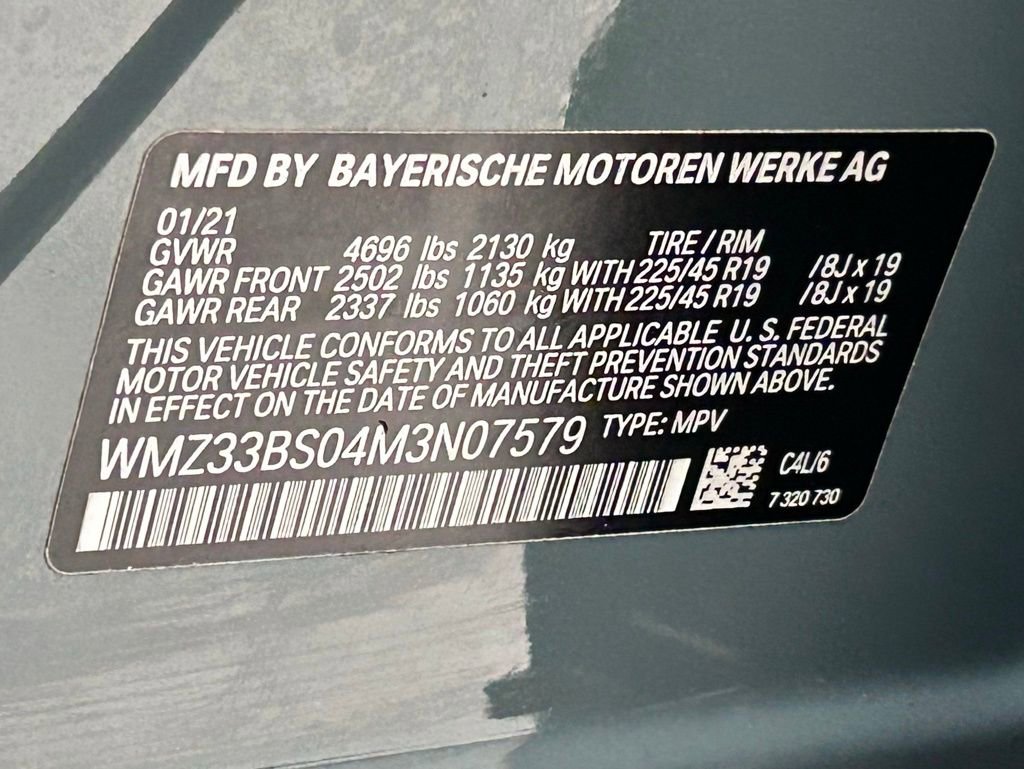 MFD BY BAYERISCHE MOTOREN WERKE AG
01/21
GVWR 4696 lbs 2130 kg TIRE / RIM
GAWR FRONT 2502 lbs 1135 kg WITH 225/45 R19 /8J x 19
GAWR REAR 2337 lbs 1060 kg WITH 225/45 R19 /8J x 19
THIS VEHICLE CONFORMS TO ALL APPLICABLE U. S. FEDERAL
MOTOR VEHICLE SAFETY AND THEFT PREVENTION STANDARDS
IN EFFECT ON THE DATE OF MANUFACTURE SHOWN ABOVE.
WMZ33BS04M3N07579 TYPE: MPV
C4L/6
7 320 730